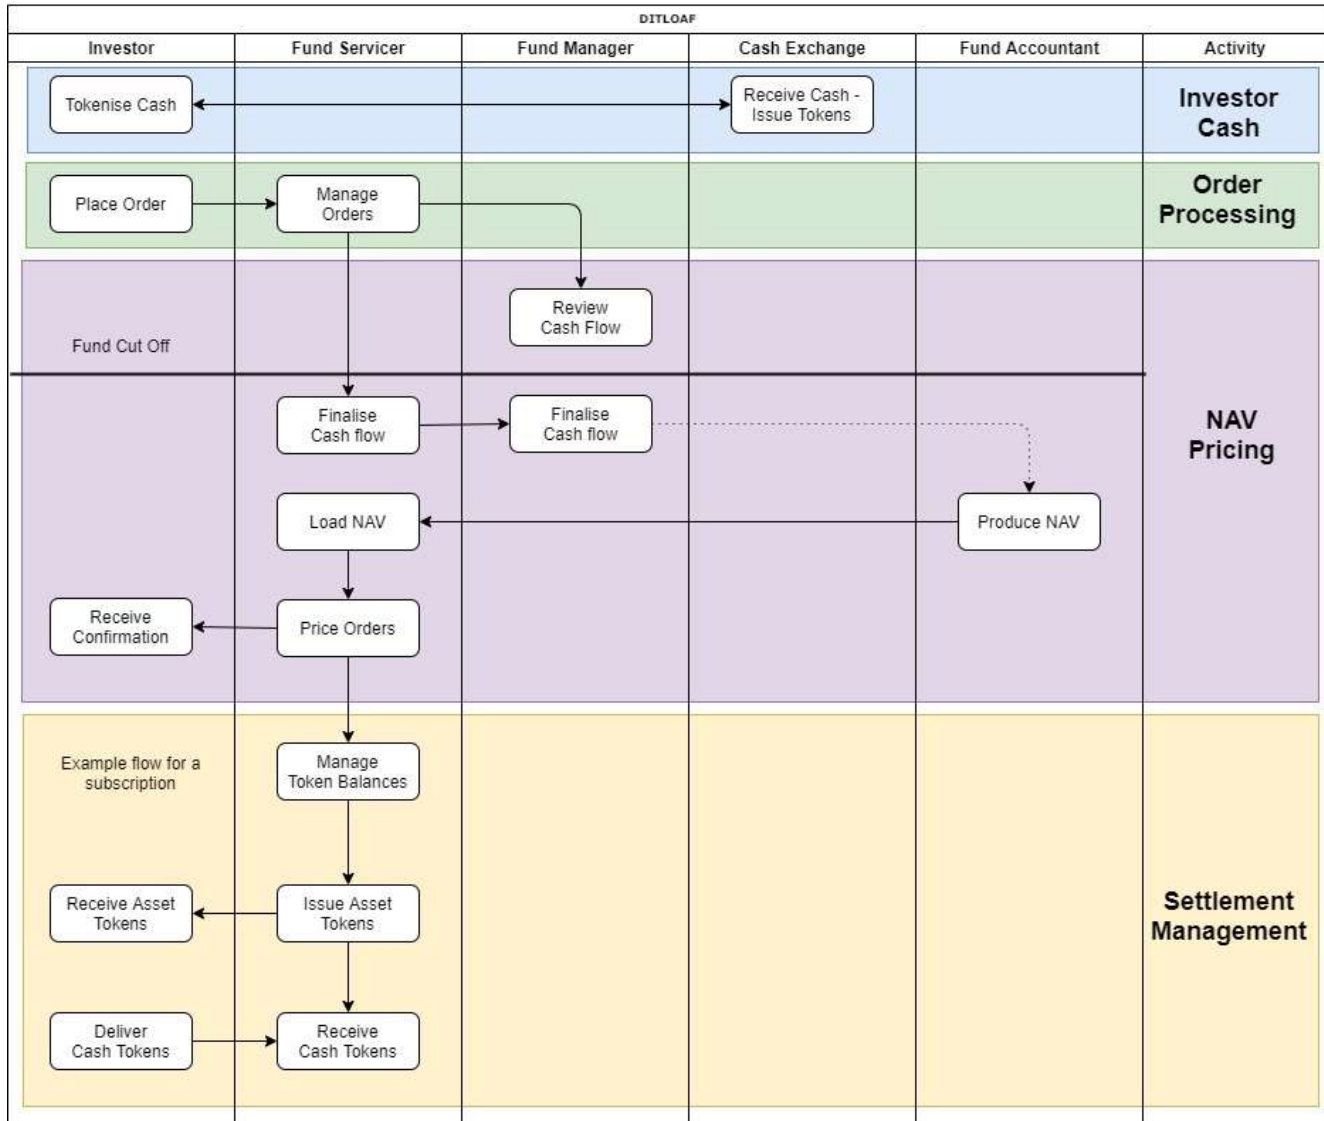 DITLOAF
Investor
Fund Servicer
Fund Manager
Cash Exchange
Fund Accountant
Activity
Tokenise Cash
Receive Cash -
Issue Tokens
Investor
Cash
Place Order
Manage
Orders
Order
Processing
Review
Cash Flow
Fund Cut Off
Finalise
Cash flow
Finalise
Cash flow
NAV
Pricing
Load NAV
Produce NAV
Receive
Confirmation
Price Orders
Example flow for a
subscription
Manage
Token Balances
Receive Asset
Tokens
Issue Asset
Tokens
Settlement
Management
Deliver
Cash Tokens
Receive
Cash Tokens